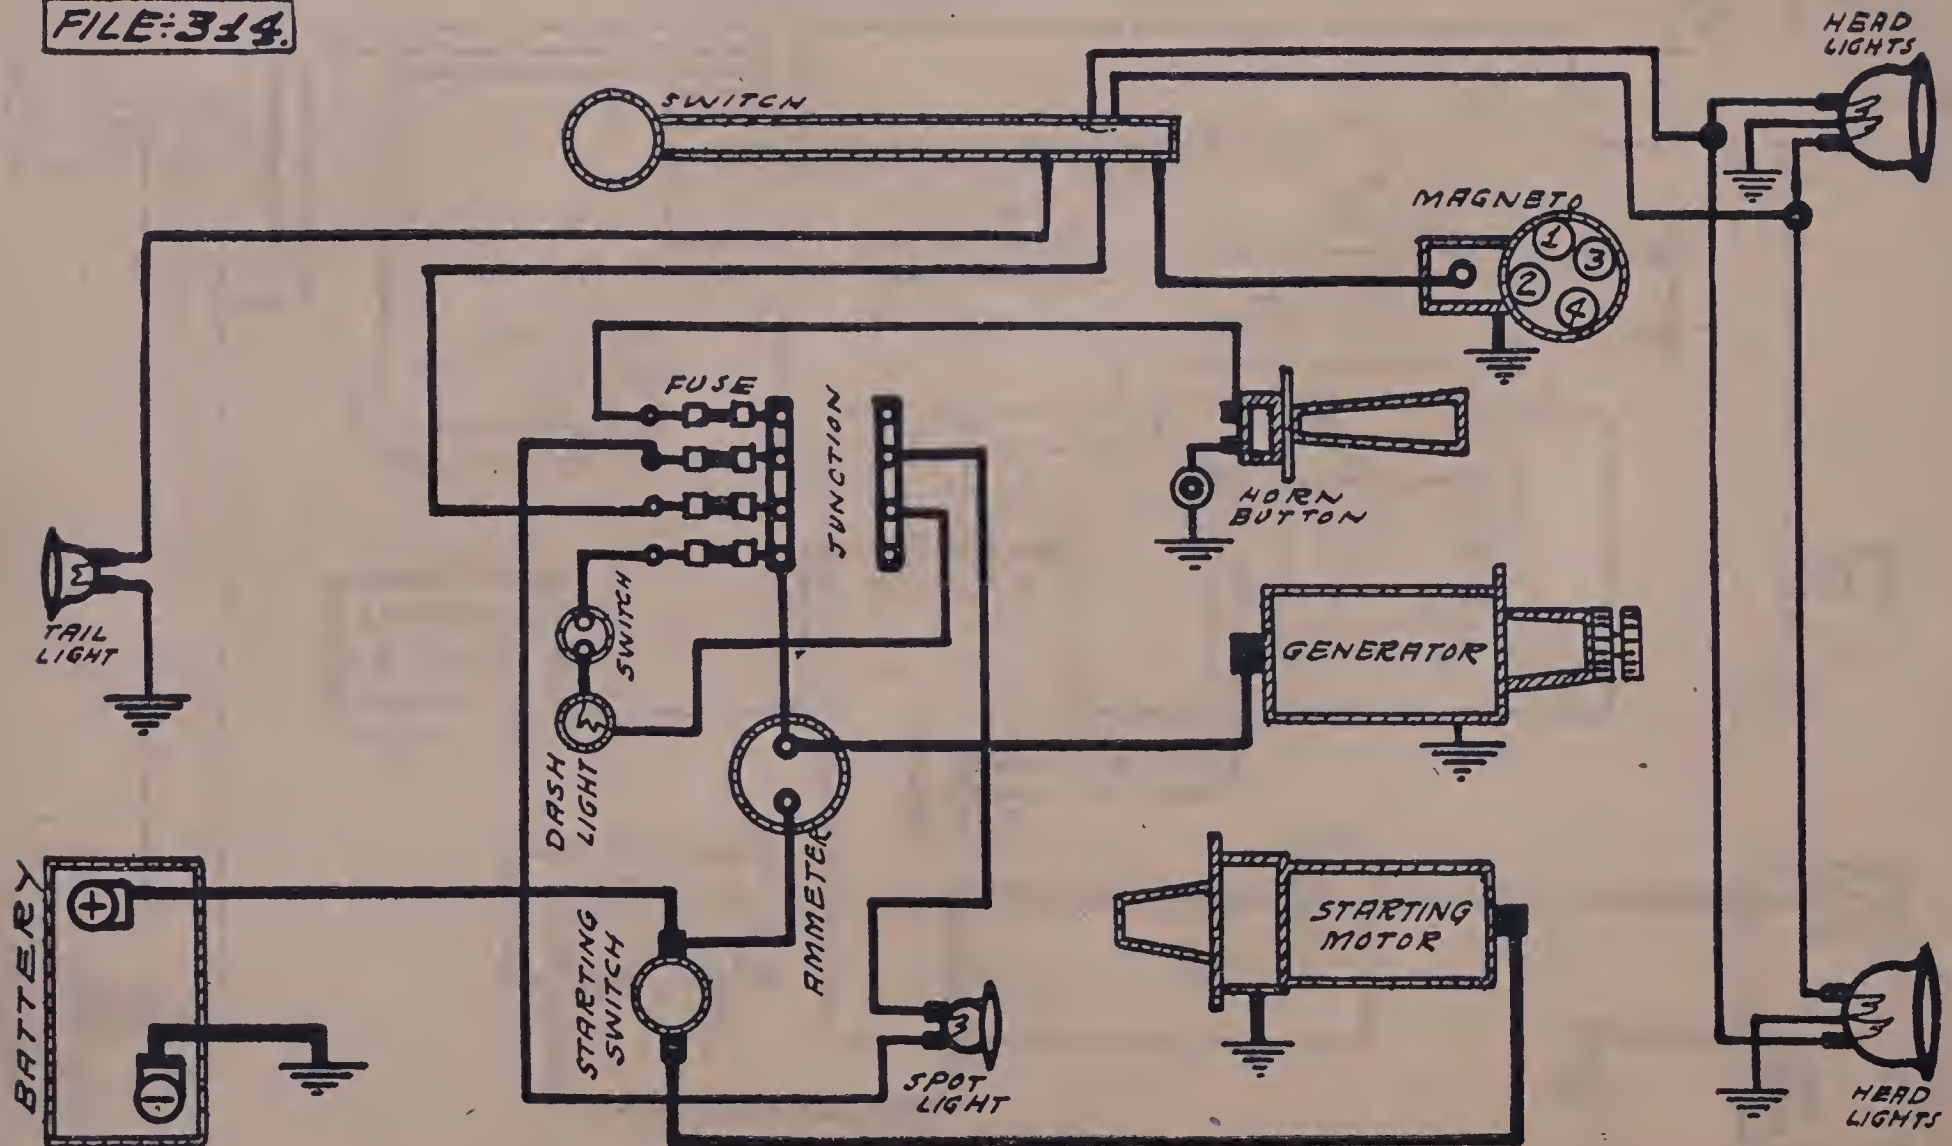 FILE:314.
HEAD
LIGHTS
SWITCH
MAGNETO
1
3
2
4
FUSE
JUNCTION
HORN
BUTTON
SWITCH
TAIL
LIGHT
GENERATOR
DASH
LIGHT
AMMETER
BATTERY
+
STARTING
SWITCH
STARTING
MOTOR
−
SPOT
LIGHT
HEAD
LIGHTS